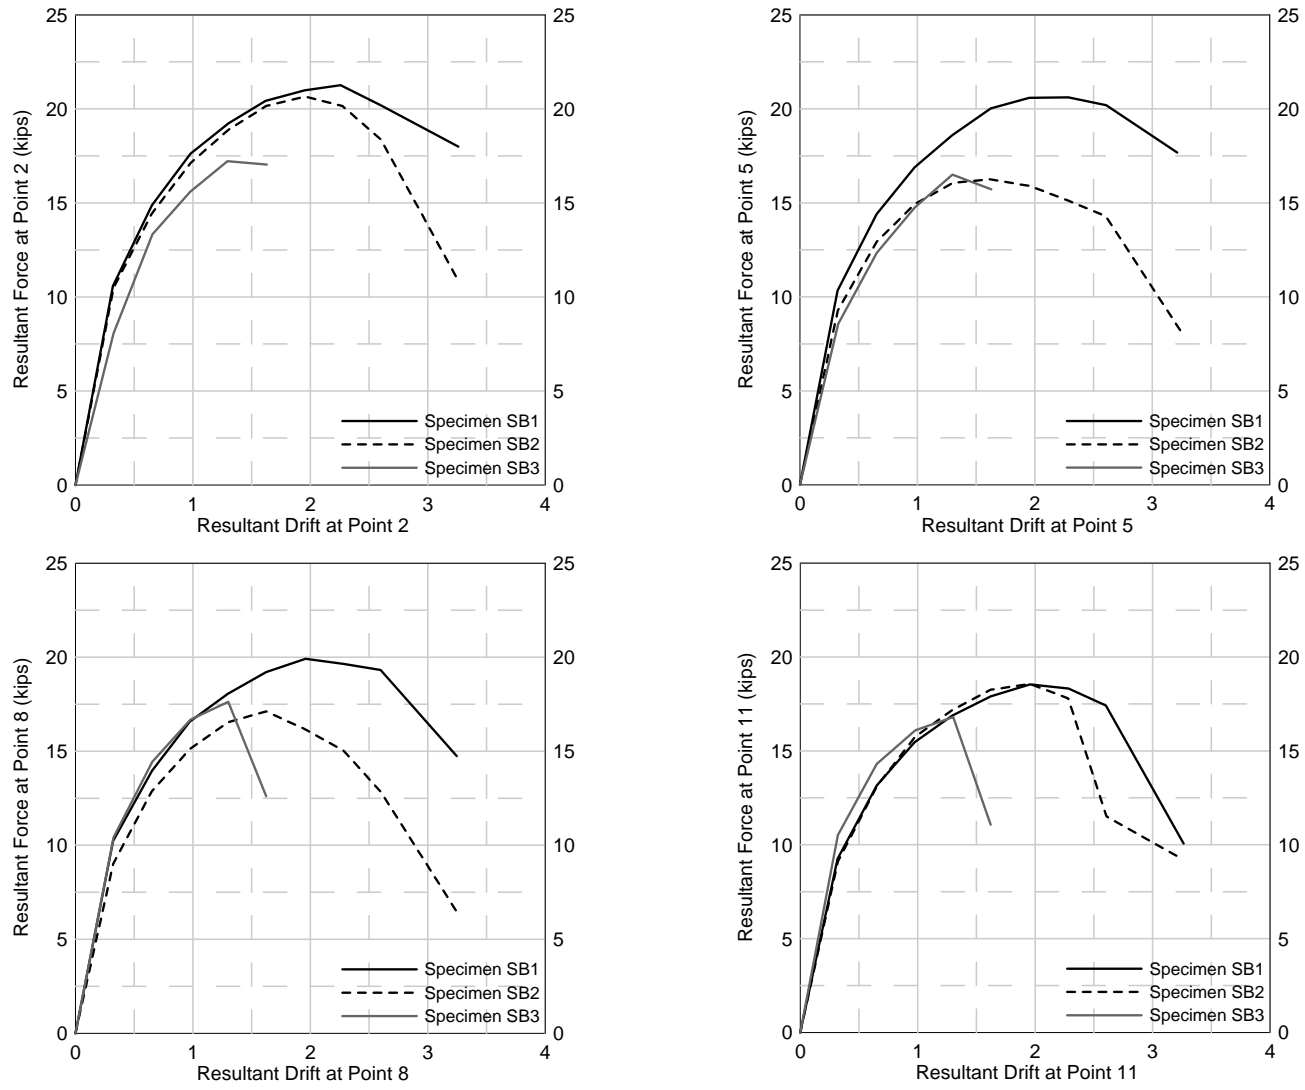 25
25
20
20
15
15
10
10
5
5
0
0
0 1 2 3 4
Resultant Force at Point 2 (kips)
Resultant Drift at Point 2
Specimen SB1
Specimen SB2
Specimen SB3
25
25
20
20
15
15
10
10
5
5
0
0
0 1 2 3 4
Resultant Force at Point 5 (kips)
Resultant Drift at Point 5
Specimen SB1
Specimen SB2
Specimen SB3
25
25
20
20
15
15
10
10
5
5
0
0
0 1 2 3 4
Resultant Force at Point 8 (kips)
Resultant Drift at Point 8
Specimen SB1
Specimen SB2
Specimen SB3
25
25
20
20
15
15
10
10
5
5
0
0
0 1 2 3 4
Resultant Force at Point 11 (kips)
Resultant Drift at Point 11
Specimen SB1
Specimen SB2
Specimen SB3